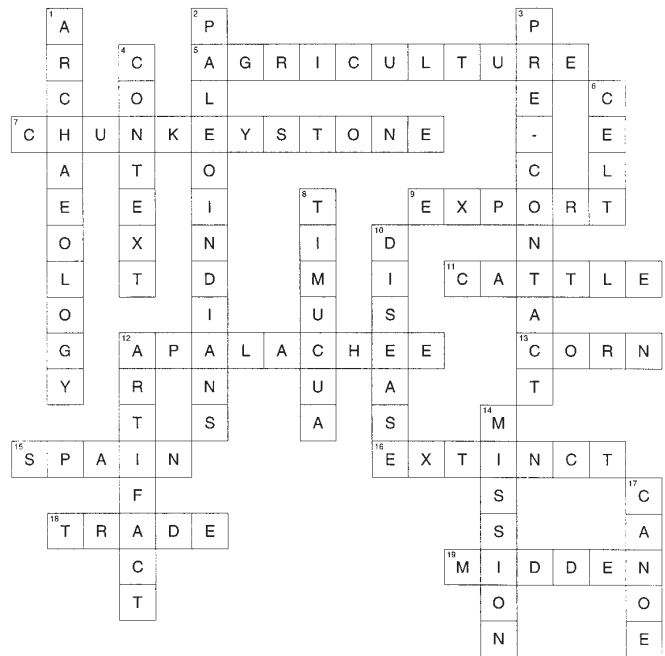 1 A 2 P 3 P
R 4 C 5 A G R I C U L T U R E
C O L E 6 C
7 C H U N K E Y S T O N E - E
A T O C L
E E I 8 T 9 E X P O R T
O X N I 10 D N
L T D M I 11 C A T T L E
O I U S A
G 12 A P A L A C H E E 13 C O R N
Y R N U A T
T S A S 14 M
15 S P A I N 16 E X T I N C T
F S 17 C
18 T R A D E S A
C 19 M I D D E N
T O O
N E